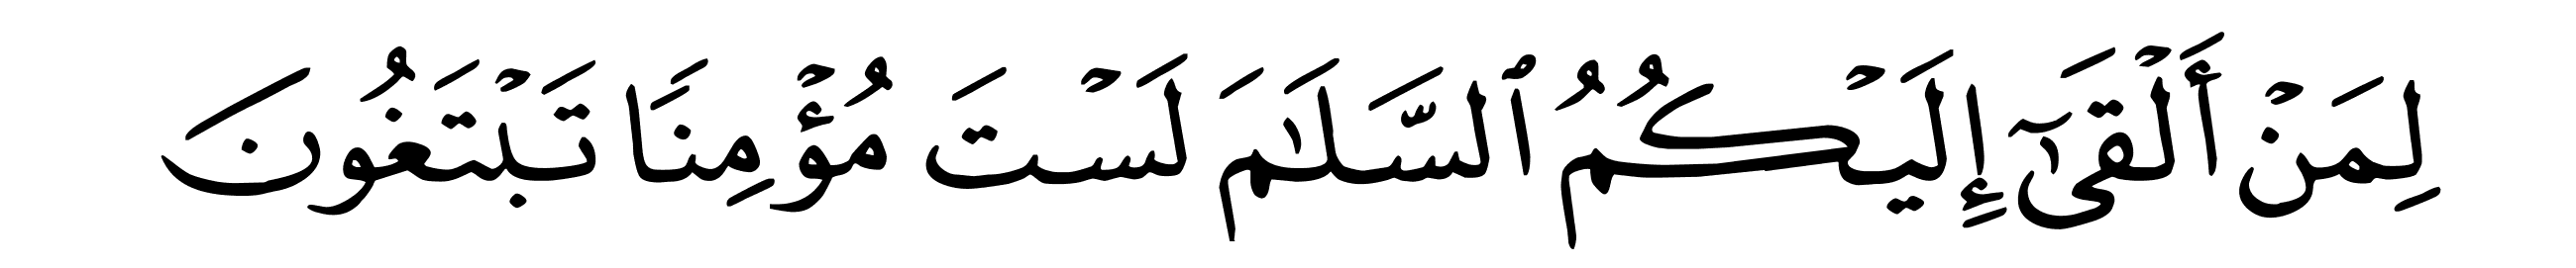 لِمَنْ أَلْقَىٰٓ إِلَيْكُمُ ٱلسَّلَٰمَ لَسْتَ مُؤْمِنًا تَبْتَغُونَ